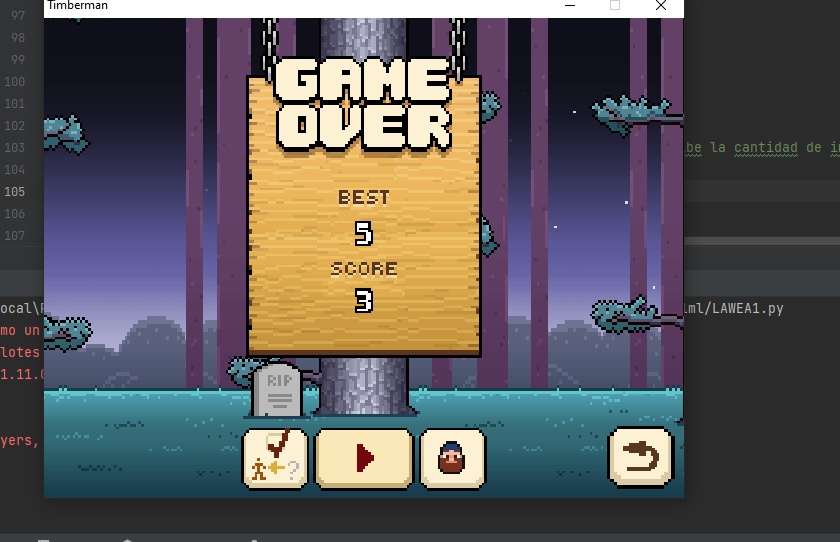 Timberman
97
98
99
100
101
102
103
be la cantidad de
104
105
106
107
GAME
OVER
BEST
5
SCORE
3
ocal\
ml/LAWEA1.py
mo un
lotes
1.11.0
yers,
RIP
?